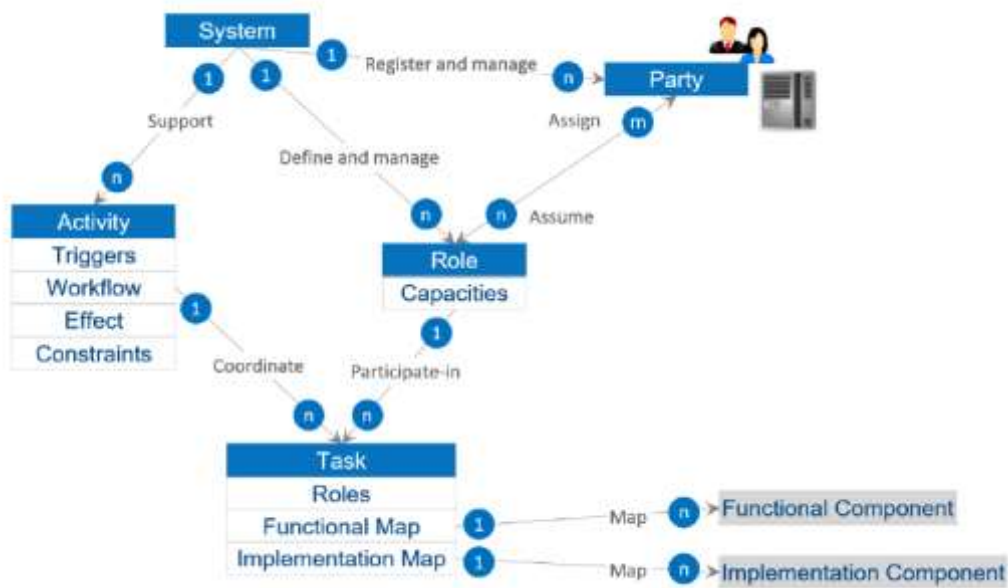 System
1
1
1
Register and manage
n
Party
Support
Assign
m
Define and manage
n
n
n
Assume
Activity
Triggers
Workflow
Effect
Constraints
Role
Capacities
1
1
Coordinate
Participate-in
n
n
Task
Roles
Functional Map
Implementation Map
1
Map
n
Functional Component
1
Map
n
Implementation Component